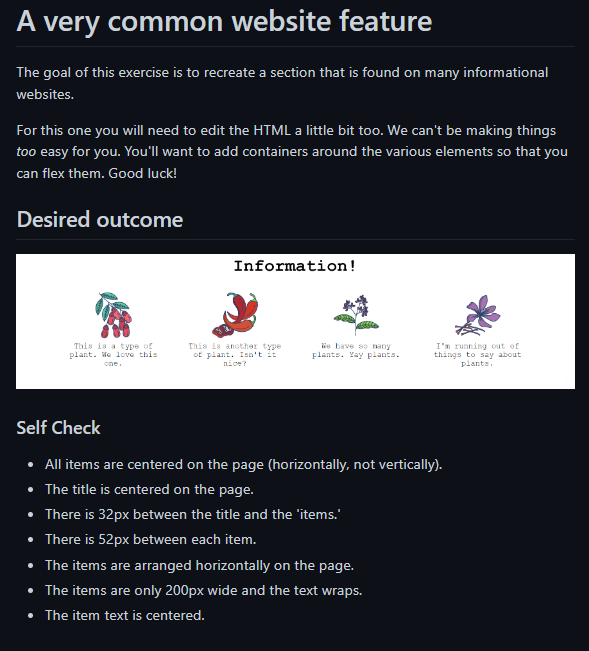 A very common website feature
The goal of this exercise is to recreate a section that is found on many informational
websites.
For this one you will need to edit the HTML a little bit too. We can't be making things
too easy for you. You'll want to add containers around the various elements so that you
can flex them. Good luck!
Desired outcome
Information!
This is a type of
plant. We love this
one.
This is another type
of plant. Isn't it
nice?
We have so many
plants. Yay plants.
I'm running out of
things to say about
plants.
Self Check
• All items are centered on the page (horizontally, not vertically).
• The title is centered on the page.
• There is 32px between the title and the 'items.'
• There is 52px between each item.
• The items are arranged horizontally on the page.
• The items are only 200px wide and the text wraps.
• The item text is centered.